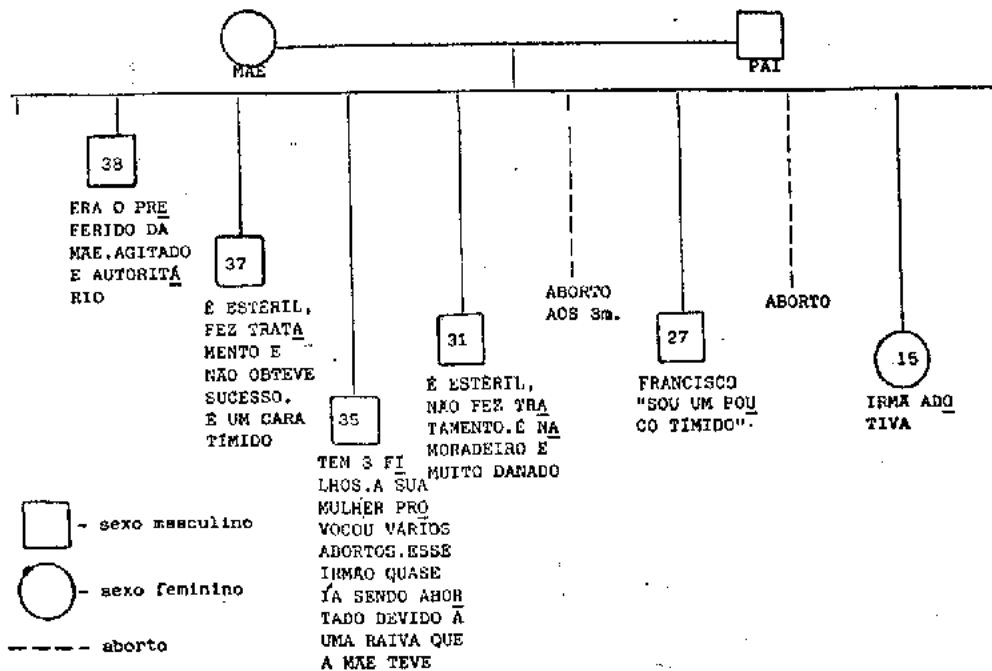 MÃE
PAI
38
ERA O PRE
FERIDO DA
MÃE.AGITADO
E AUTORITÁ
RIO
37
É ESTÉRIL,
FEZ TRATA
MENTO E
NÃO OBTEVE
SUCESSO.
É UM CARA
TÍMIDO
35
TEM 3 FI
LHOS.A SUA
MULHER PRO
VOCOU VÁRIOS
ABORTOS.ESSE
IRMÃO QUASE
ÍA SENDO ABOR
TADO DEVIDO À
UMA RAIVA QUE
A MÃE TEVE
31
É ESTÉRIL,
NÃO FEZ TRA
TAMENTO.É NA
MORADEIRO E
MUITO DANADO
ABORTO
AOS 3m.
27
FRANCISCO
"SOU UM POU
CO TÍMIDO".
ABORTO
15
IRMÃ ADO
TIVA
- sexo masculino
- sexo feminino
---- aborto